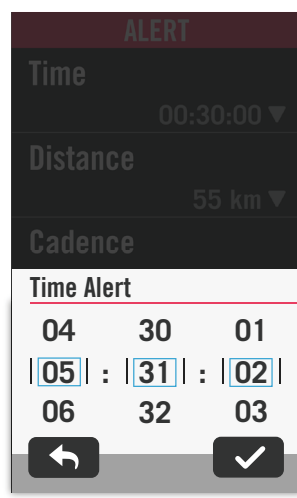 ALERT
Time
00:30:00▼
Distance
55 km▼
Cadence
Time Alert
04 30 01
05 : 31 : 02
06 32 03